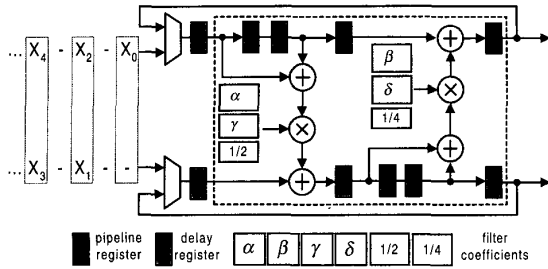 ... X₄ - X₂ - X₀
... X₃ - X₁ - -
α
γ
1/2
β
δ
1/4
+
×
+
+
×
+
pipeline register
delay register
α β γ δ 1/2 1/4
filter coefficients